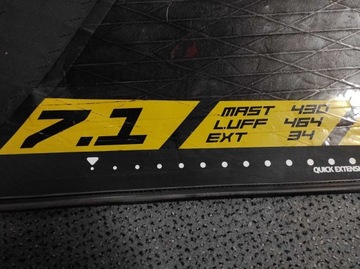 7.1
MAST 430
LUFF 464
EXT 34
QUICK EXTENS